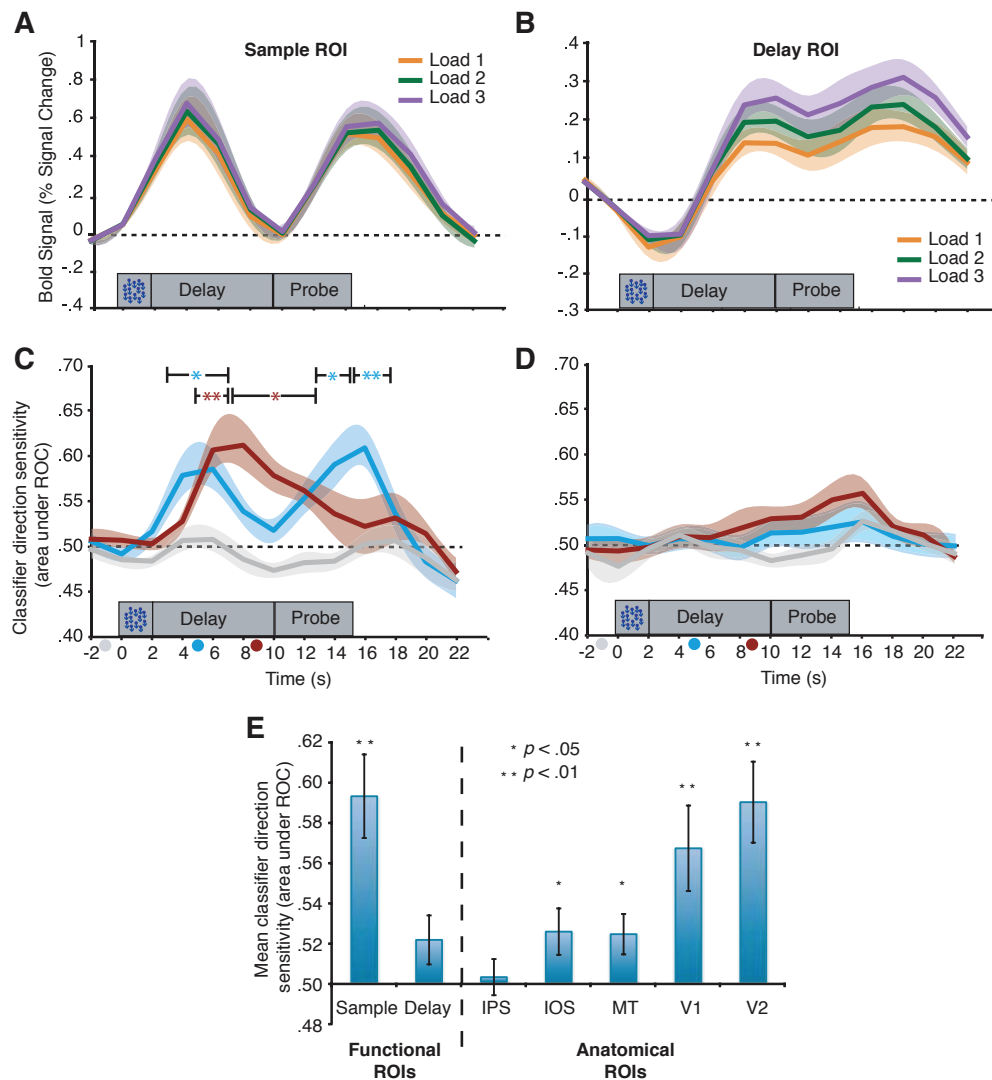 A
Sample ROI
Bold Signal (% Signal Change)
1
.8
.6
.4
.2
0
-.2
-.4
Load 1
Load 2
Load 3
Delay
Probe
B
Delay ROI
.4
.3
.2
.1
0
-.1
-.2
-.3
Load 1
Load 2
Load 3
Delay
Probe
C
Classifier direction sensitivity
(area under ROC)
.70
.65
.60
.55
.50
.45
.40
* * **
** *
Delay
Probe
-2 0 2 4 6 8 10 12 14 16 18 20 22
Time (s)
D
.70
.65
.60
.55
.50
.45
.40
Delay
Probe
-2 0 2 4 6 8 10 12 14 16 18 20 22
Time (s)
E
Mean classifier direction
sensitivity (area under ROC)
.62
.60
.58
.56
.54
.52
.50
.48
* p < .05
** p < .01
** * * ** **
Sample Delay IPS IOS MT V1 V2
Functional
ROIs
Anatomical
ROIs